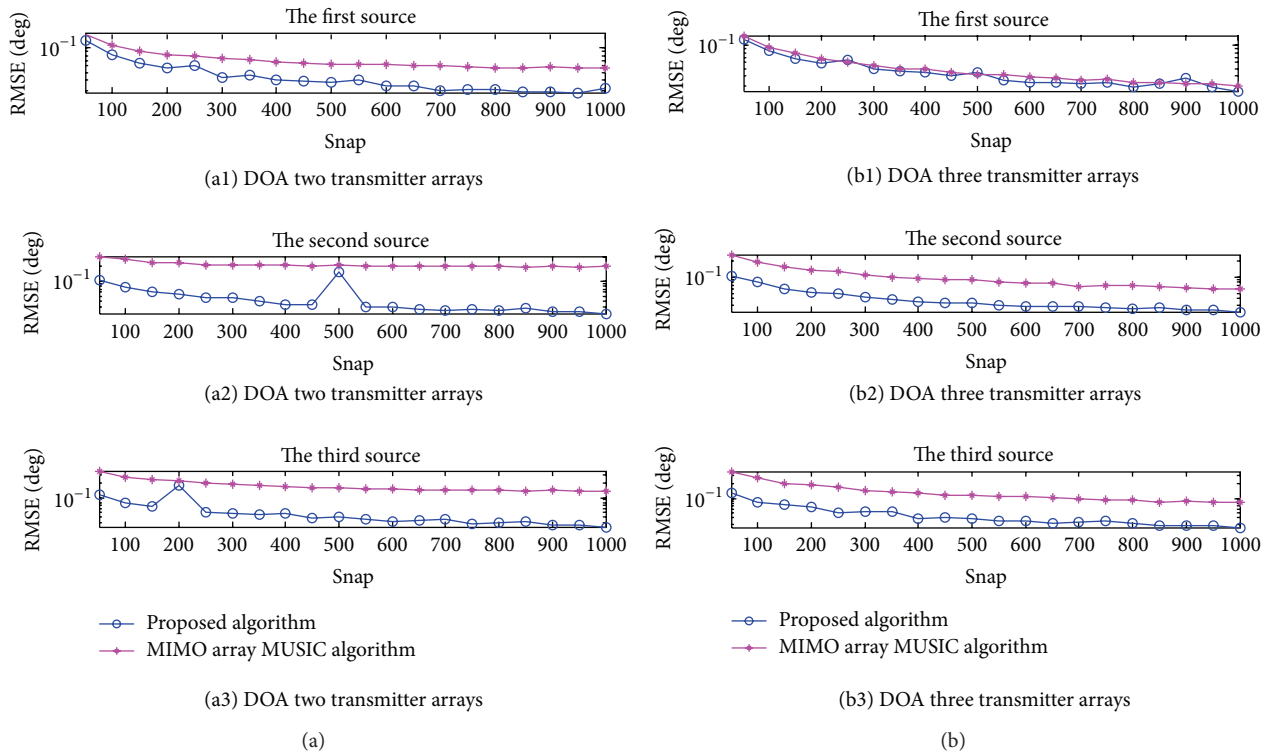 The first source
RMSE (deg)
10⁻¹
100 200 300 400 500 600 700 800 900 1000
Snap
(a1) DOA two transmitter arrays
The second source
RMSE (deg)
10⁻¹
100 200 300 400 500 600 700 800 900 1000
Snap
(a2) DOA two transmitter arrays
The third source
RMSE (deg)
10⁻¹
100 200 300 400 500 600 700 800 900 1000
Snap
Proposed algorithm
MIMO array MUSIC algorithm
(a3) DOA two transmitter arrays
(a)
The first source
RMSE (deg)
10⁻¹
100 200 300 400 500 600 700 800 900 1000
Snap
(b1) DOA three transmitter arrays
The second source
RMSE (deg)
10⁻¹
100 200 300 400 500 600 700 800 900 1000
Snap
(b2) DOA three transmitter arrays
The third source
RMSE (deg)
10⁻¹
100 200 300 400 500 600 700 800 900 1000
Snap
Proposed algorithm
MIMO array MUSIC algorithm
(b3) DOA three transmitter arrays
(b)